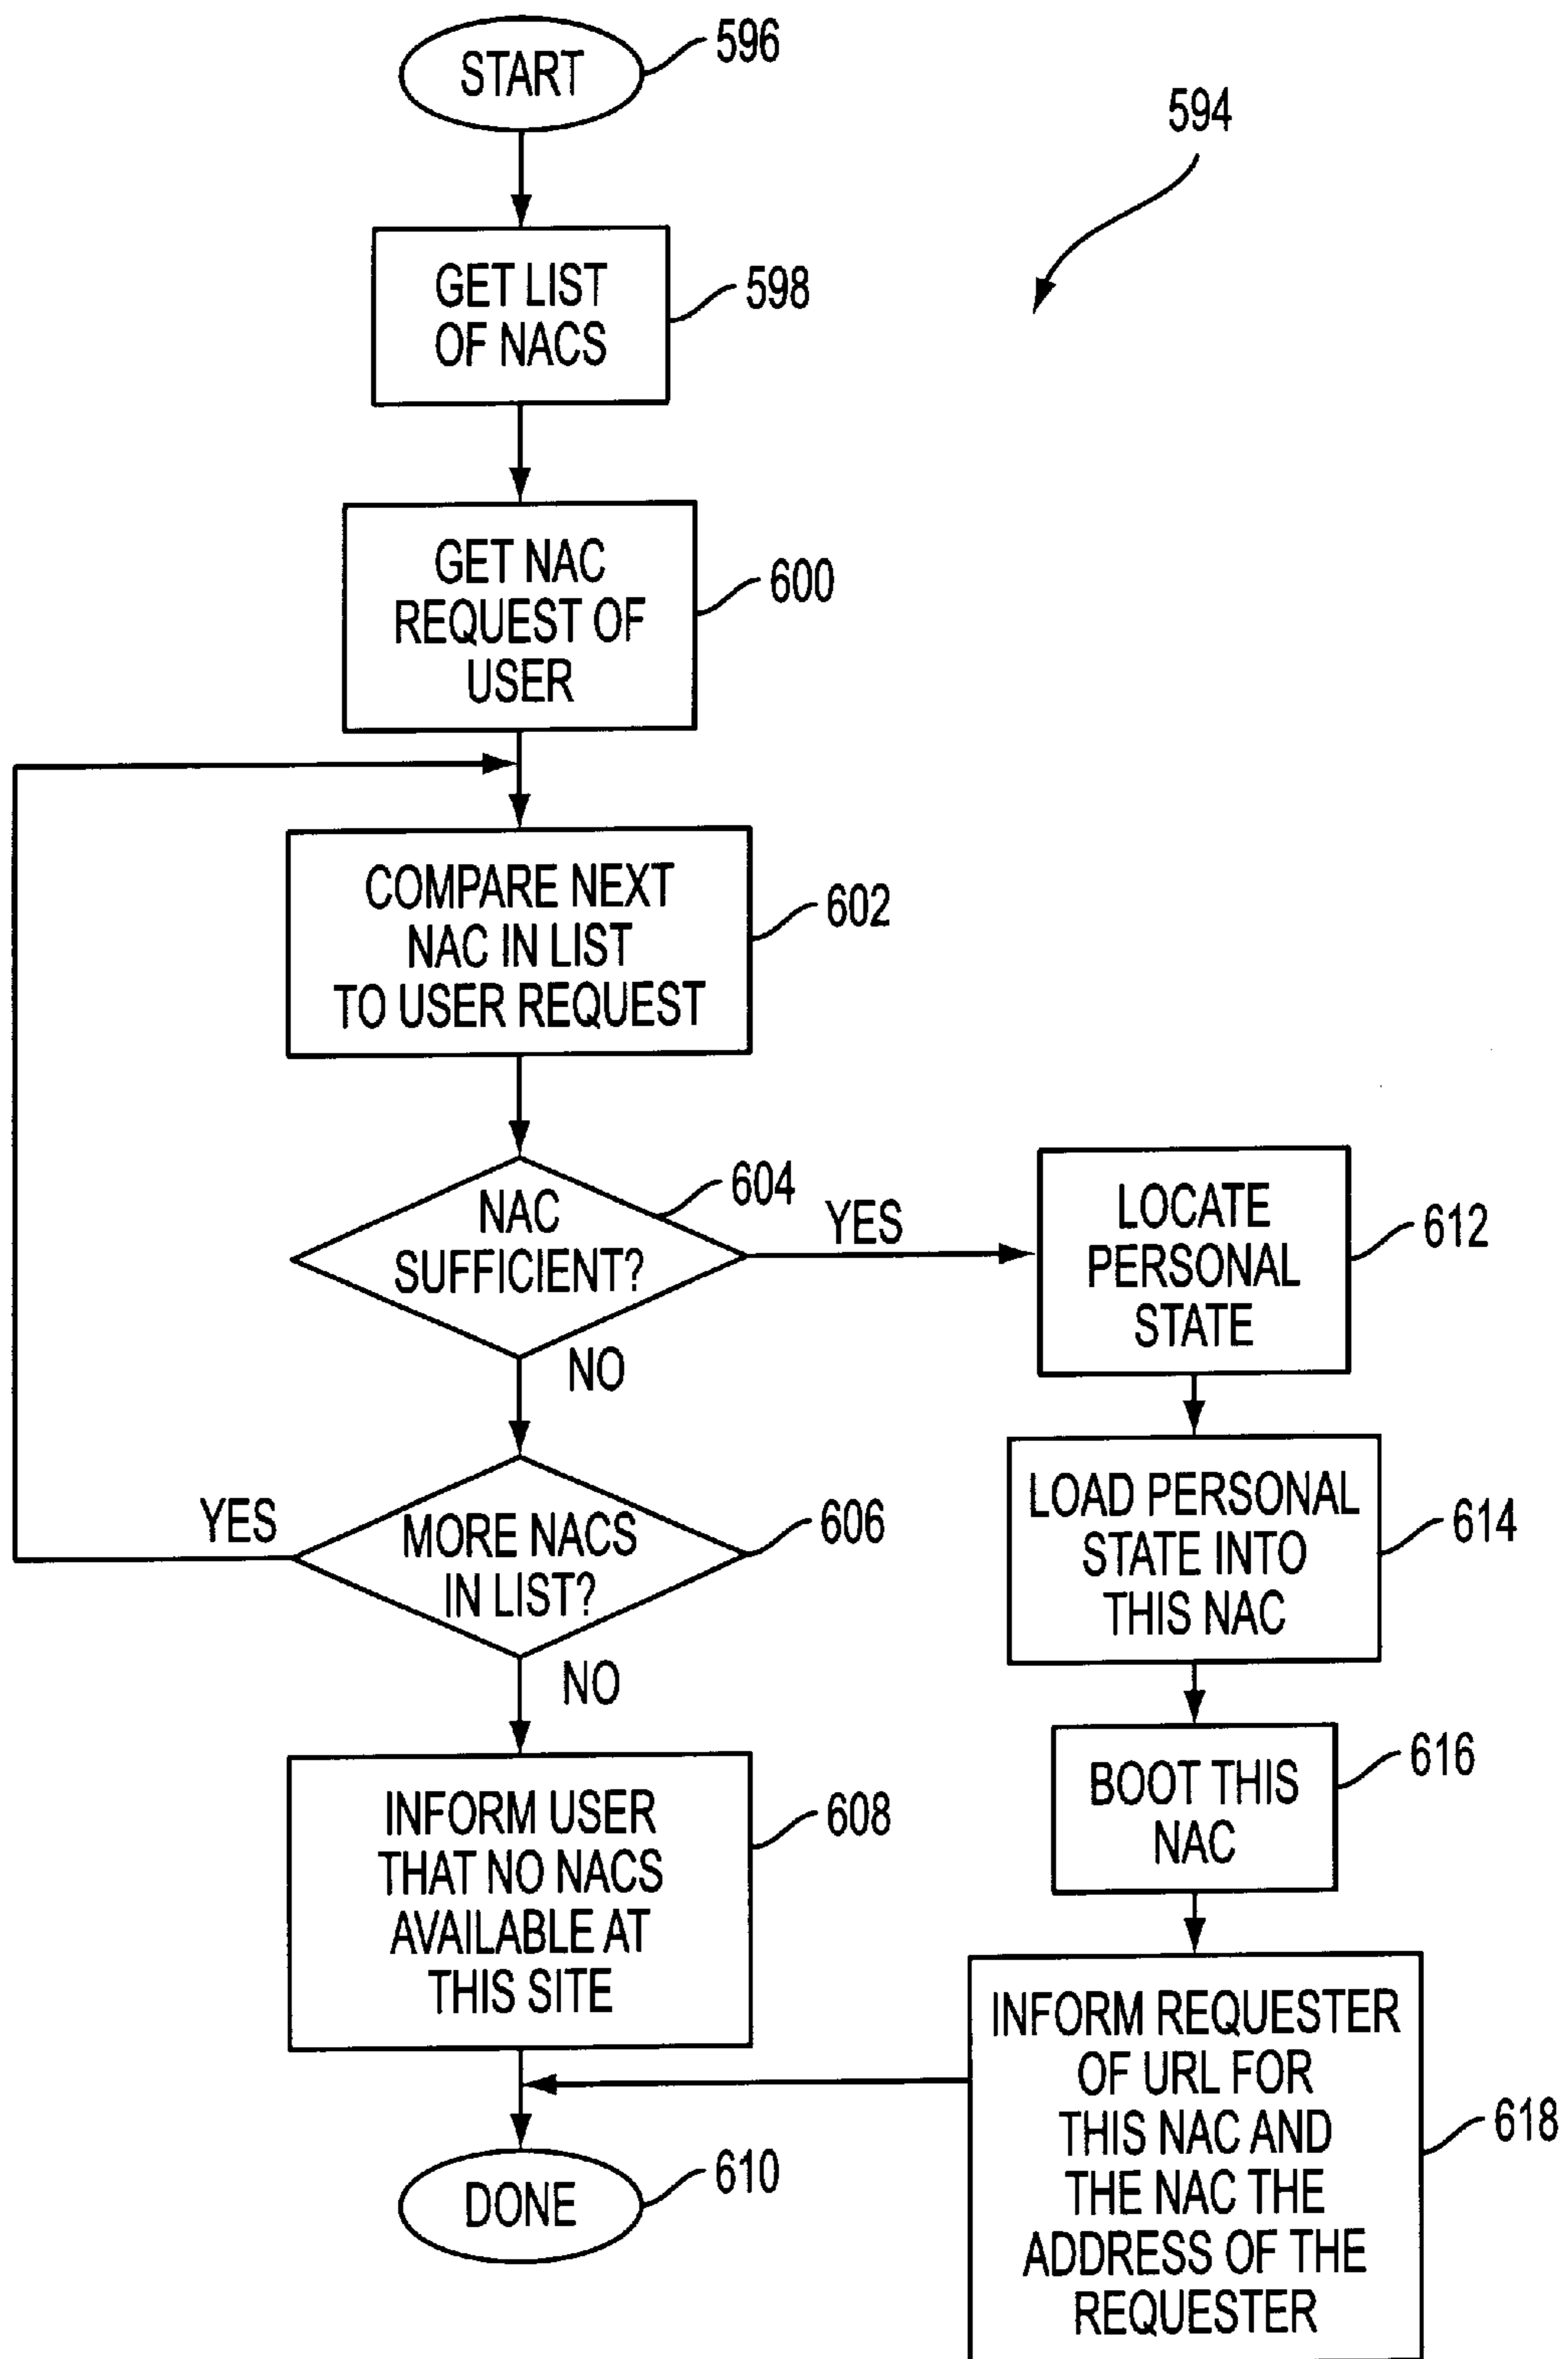 START
596
594
GET LIST
OF NACS
598
GET NAC
REQUEST OF
USER
600
COMPARE NEXT
NAC IN LIST
TO USER REQUEST
602
NAC
SUFFICIENT?
604
YES
NO
LOCATE
PERSONAL
STATE
612
MORE NACS
IN LIST?
606
YES
NO
LOAD PERSONAL
STATE INTO
THIS NAC
614
BOOT THIS
NAC
616
INFORM USER
THAT NO NACS
AVAILABLE AT
THIS SITE
608
INFORM REQUESTER
OF URL FOR
THIS NAC AND
THE NAC THE
ADDRESS OF THE
REQUESTER
618
DONE
610